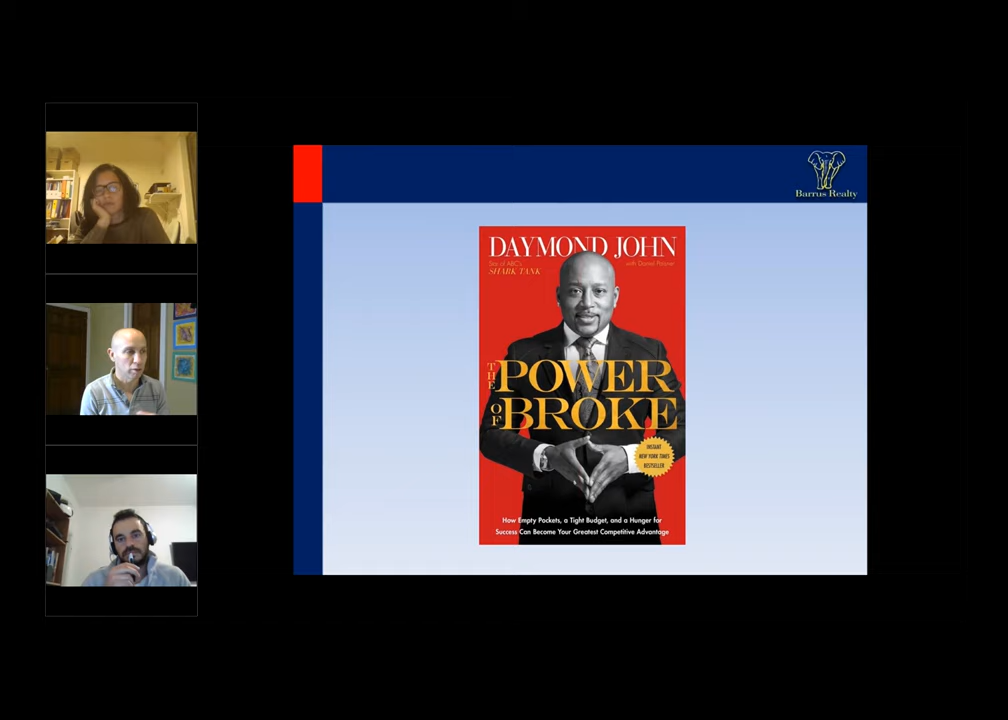 Barrus Realty
DAYMOND JOHN
Star of ABC's
SHARK TANK
with Daniel Paisner
THE POWER
OF BROKE
INSTANT
NEW YORK TIMES
BESTSELLER
How Empty Pockets, a Tight Budget, and a Hunger for
Success Can Become Your Greatest Competitive Advantage